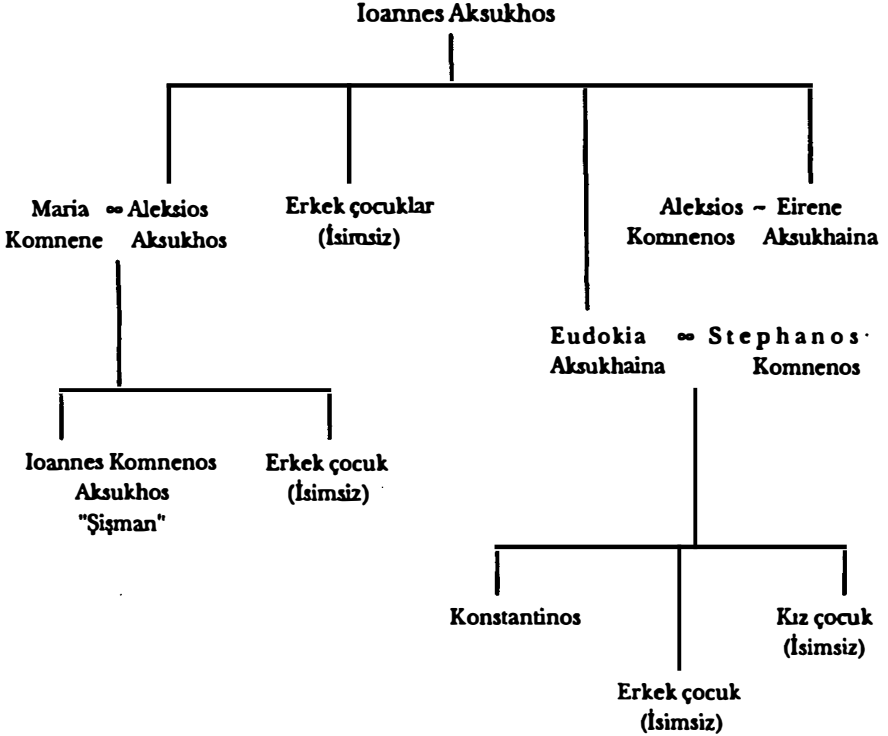 Ioannes Aksukhos
Maria ∞ Aleksios
Komnene Aksukhos
Erkek çocuklar
(İsimsiz)
Aleksios ~ Eirene
Komnenos Aksukhaina
Eudokia ∞ Stephanos
Aksukhaina Komnenos
Ioannes Komnenos
Aksukhos
"Şişman"
Erkek çocuk
(İsimsiz)
Konstantinos
Erkek çocuk
(İsimsiz)
Kız çocuk
(İsimsiz)